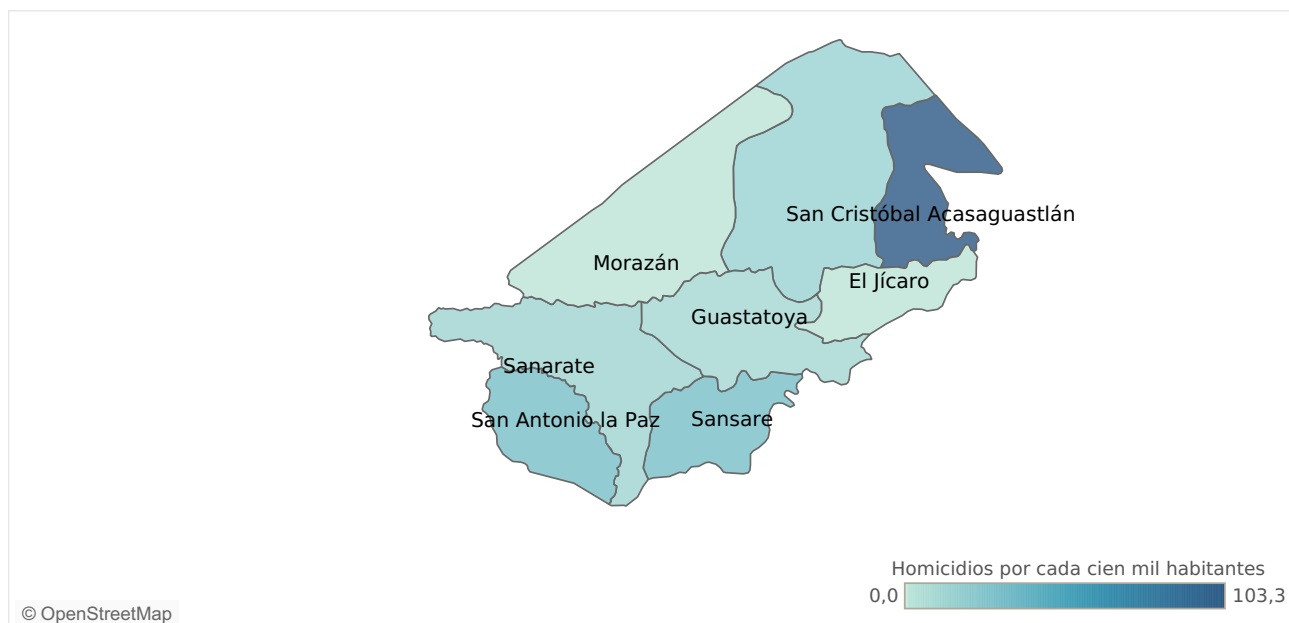 San Cristóbal Acasaguastlán
Morazán
El Jícaro
Guastatoya
Sanarate
San Antonio la Paz
Sansare
Homicidios por cada cien mil habitantes
0,0
103,3
© OpenStreetMap